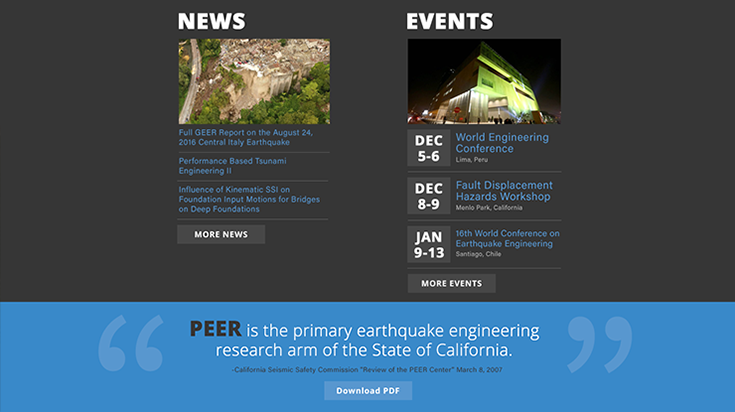 NEWS
Full GEER Report on the August 24,
2016 Central Italy Earthquake
Performance Based Tsunami
Engineering II
Influence of Kinematic SSI on
Foundation Input Motions for Bridges
on Deep Foundations
MORE NEWS
EVENTS
DEC
5-6
World Engineering
Conference
Lima, Peru
DEC
8-9
Fault Displacement
Hazards Workshop
Menlo Park, California
JAN
9-13
16th World Conference on
Earthquake Engineering
Santiago, Chile
MORE EVENTS
“ PEER is the primary earthquake engineering
research arm of the State of California. ”
-California Seismic Safety Commission "Review of the PEER Center" March 8, 2007
Download PDF